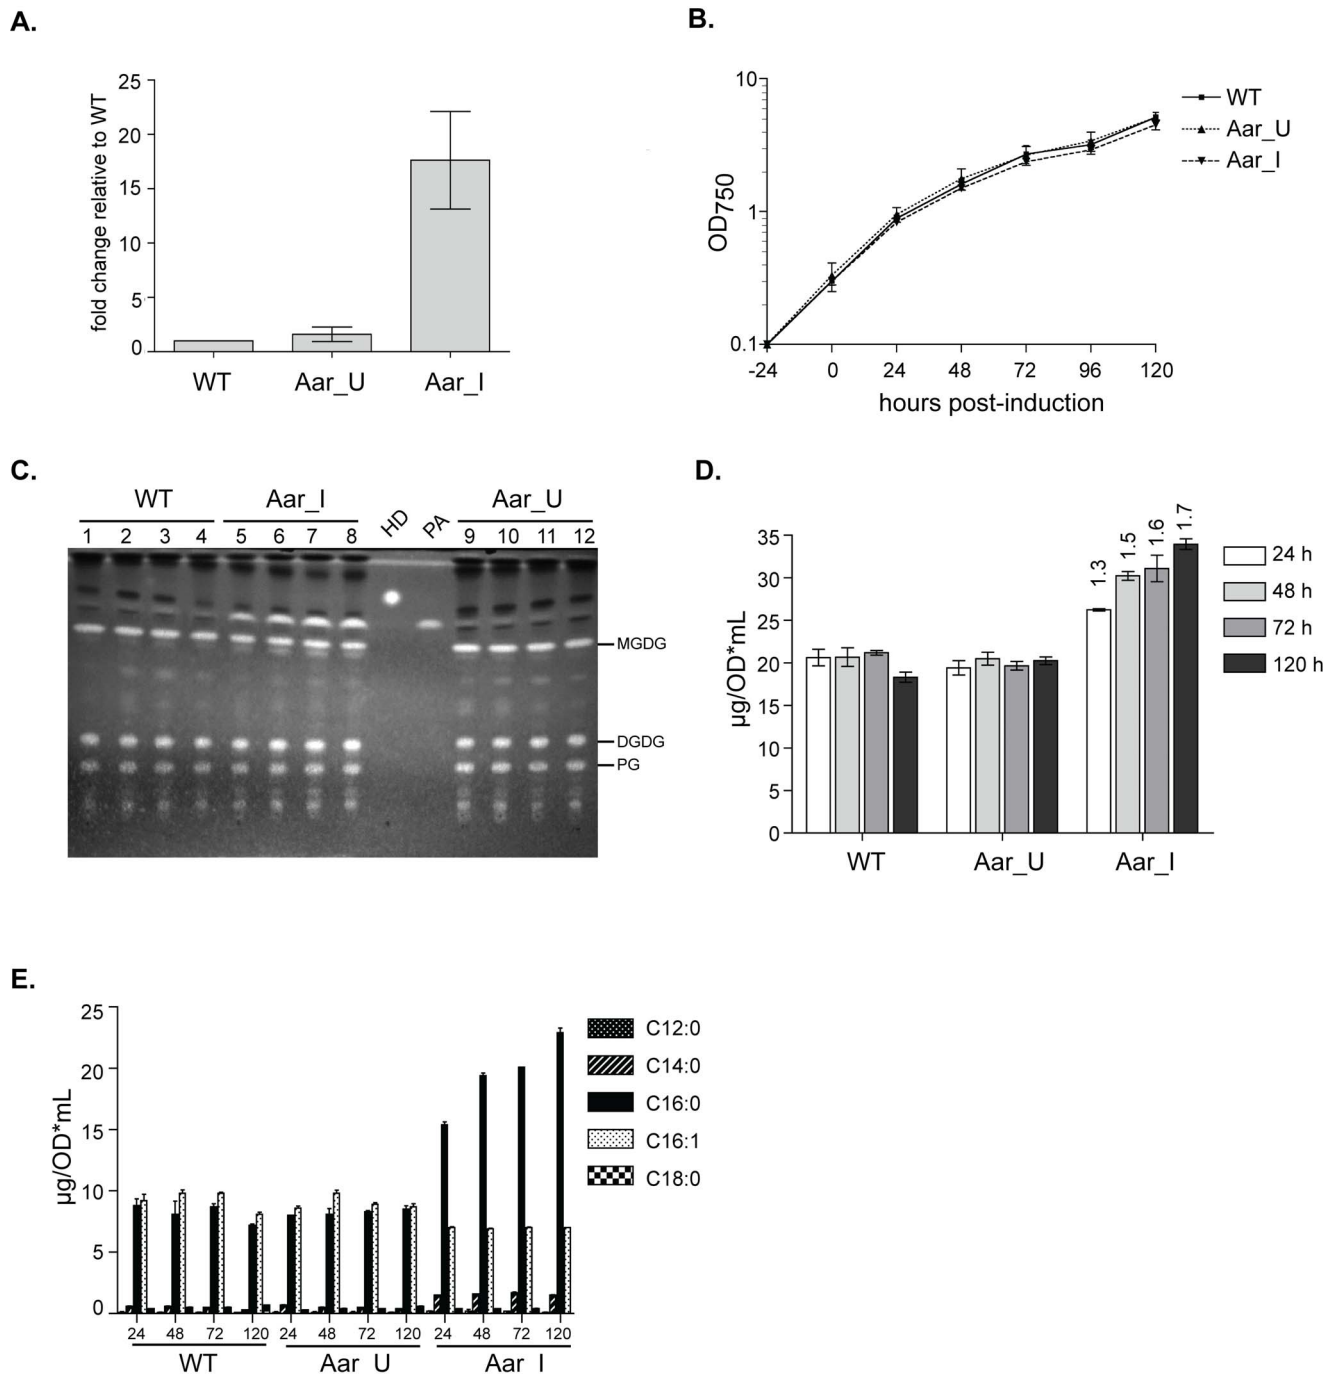 A.
fold change relative to WT
25
20
15
10
5
0
WT Aar_U Aar_I
B.
OD750
10
1
0.1
-24 0 24 48 72 96 120
hours post-induction
WT
Aar_U
Aar_I
C.
WT Aar_I HD PA Aar_U
1 2 3 4 5 6 7 8 9 10 11 12
MGDG
DGDG
PG
D.
µg/OD*mL
35
30
25
20
15
10
5
0
1.3 1.5 1.6 1.7
WT Aar_U Aar_I
24 h
48 h
72 h
120 h
E.
µg/OD*mL
25
20
15
10
5
0
24 48 72 120 24 48 72 120 24 48 72 120
WT Aar U Aar I
C12:0
C14:0
C16:0
C16:1
C18:0